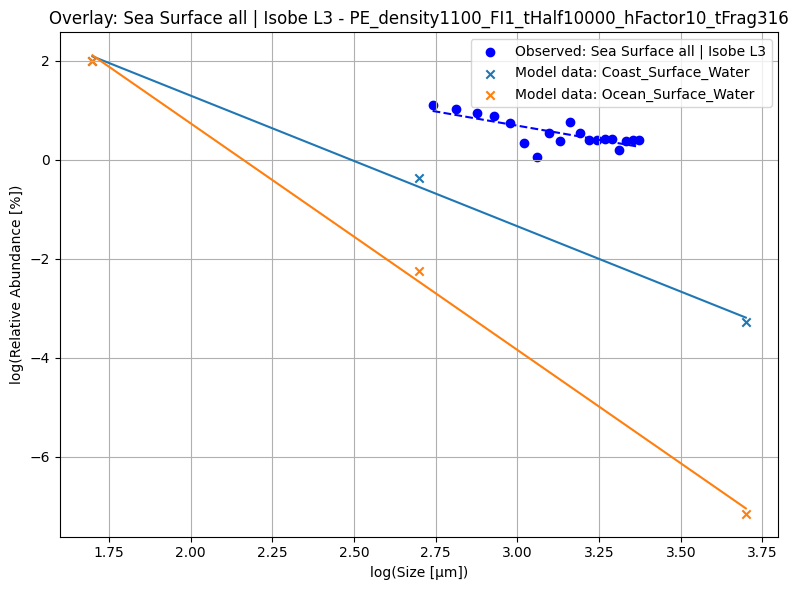 Overlay: Sea Surface all | Isobe L3 - PE_density1100_FI1_tHalf10000_hFactor10_tFrag316
Observed: Sea Surface all | Isobe L3
Model data: Coast_Surface_Water
Model data: Ocean_Surface_Water
log(Relative Abundance [%])
2
0
−2
−4
−6
1.75 2.00 2.25 2.50 2.75 3.00 3.25 3.50 3.75
log(Size [µm])